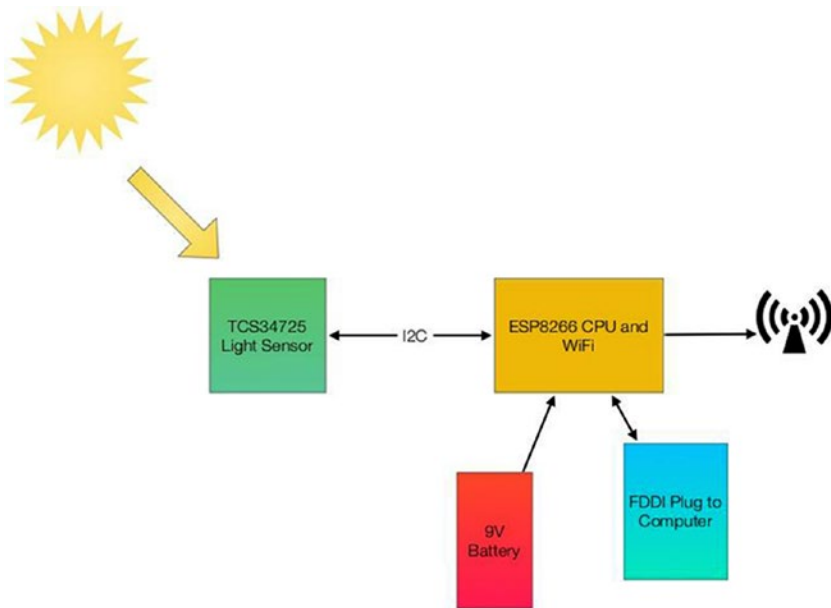 TCS34725
Light Sensor
I2C
ESP8266 CPU and
WiFi
9V
Battery
FDDI Plug to
Computer